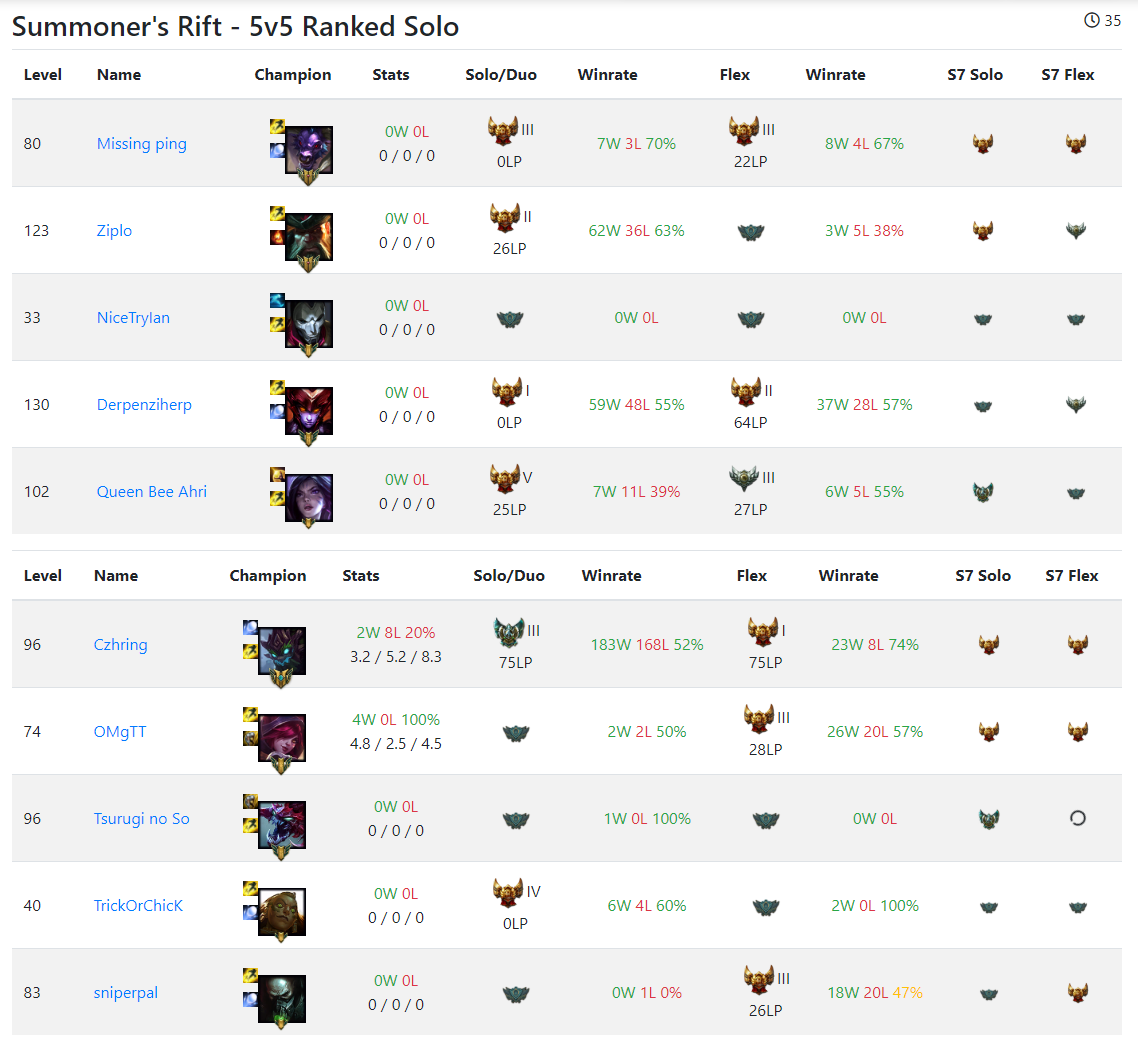 Summoner's Rift - 5v5 Ranked Solo
35
Level Name Champion Stats Solo/Duo Winrate Flex Winrate S7 Solo S7 Flex
80 Missing ping 0W 0L III 7W 3L 70% III 8W 4L 67%
0 / 0 / 0 0LP 22LP
123 Ziplo 0W 0L II 62W 36L 63% 3W 5L 38%
0 / 0 / 0 26LP
33 NiceTryIan 0W 0L 0W 0L 0W 0L
0 / 0 / 0
130 Derpenziherp 0W 0L I 59W 48L 55% II 37W 28L 57%
0 / 0 / 0 0LP 64LP
102 Queen Bee Ahri 0W 0L V 7W 11L 39% III 6W 5L 55%
0 / 0 / 0 25LP 27LP
Level Name Champion Stats Solo/Duo Winrate Flex Winrate S7 Solo S7 Flex
96 Czhring 2W 8L 20% III 183W 168L 52% I 23W 8L 74%
3.2 / 5.2 / 8.3 75LP 75LP
74 OMgTT 4W 0L 100% 2W 2L 50% III 26W 20L 57%
4.8 / 2.5 / 4.5 28LP
96 Tsurugi no So 0W 0L 1W 0L 100% 0W 0L
0 / 0 / 0
40 TrickOrChicK 0W 0L IV 6W 4L 60% 2W 0L 100%
0 / 0 / 0 0LP
83 sniperpal 0W 0L 0W 1L 0% III 18W 20L 47%
0 / 0 / 0 26LP